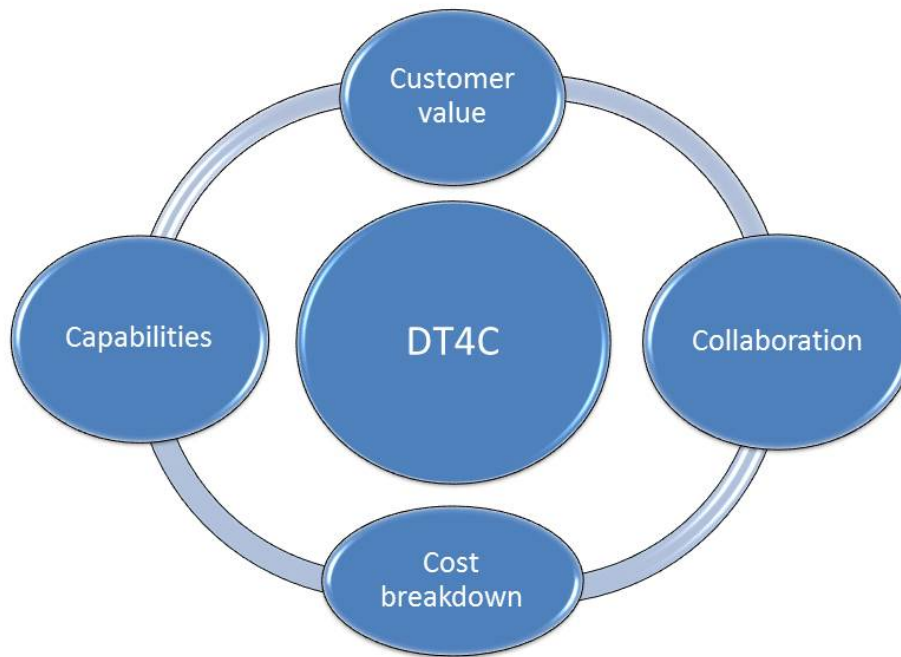 Customer
value
Capabilities
DT4C
Collaboration
Cost
breakdown